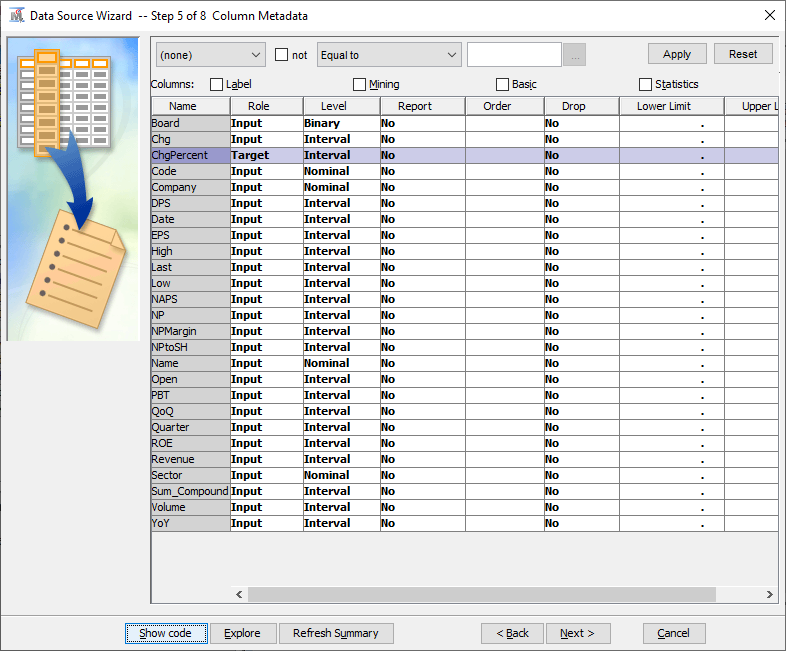 Data Source Wizard -- Step 5 of 8 Column Metadata
(none) not Equal to ... Apply Reset
Columns: Label Mining Basic Statistics
Name Role Level Report Order Drop Lower Limit Upper L
Board Input Binary No No .
Chg Input Interval No No .
ChgPercent Target Interval No No .
Code Input Nominal No No .
Company Input Nominal No No .
DPS Input Interval No No .
Date Input Interval No No .
EPS Input Interval No No .
High Input Interval No No .
Last Input Interval No No .
Low Input Interval No No .
NAPS Input Interval No No .
NP Input Interval No No .
NPMargin Input Interval No No .
NPtoSH Input Interval No No .
Name Input Nominal No No .
Open Input Interval No No .
PBT Input Interval No No .
QoQ Input Interval No No .
Quarter Input Interval No No .
ROE Input Interval No No .
Revenue Input Interval No No .
Sector Input Nominal No No .
Sum_Compound Input Interval No No .
Volume Input Interval No No .
YoY Input Interval No No .
Show code Explore Refresh Summary < Back Next > Cancel